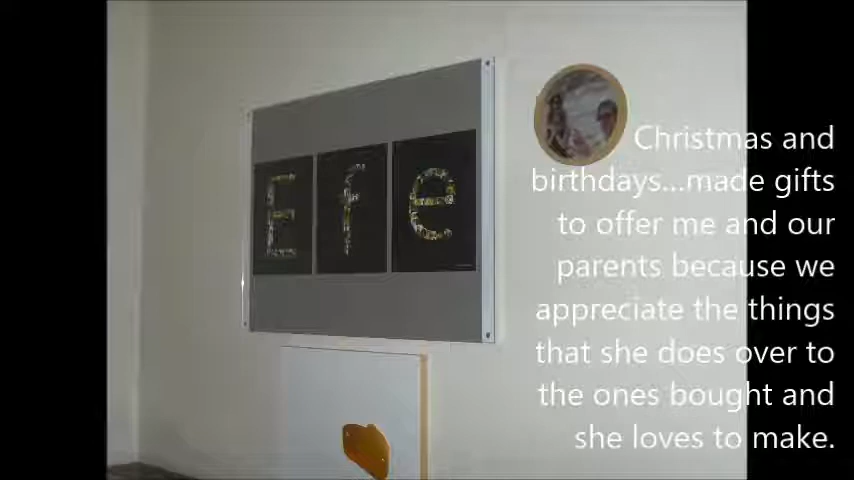 Efe
Christmas and
birthdays...made gifts
to offer me and our
parents because we
appreciate the things
that she does over to
the ones bought and
she loves to make.